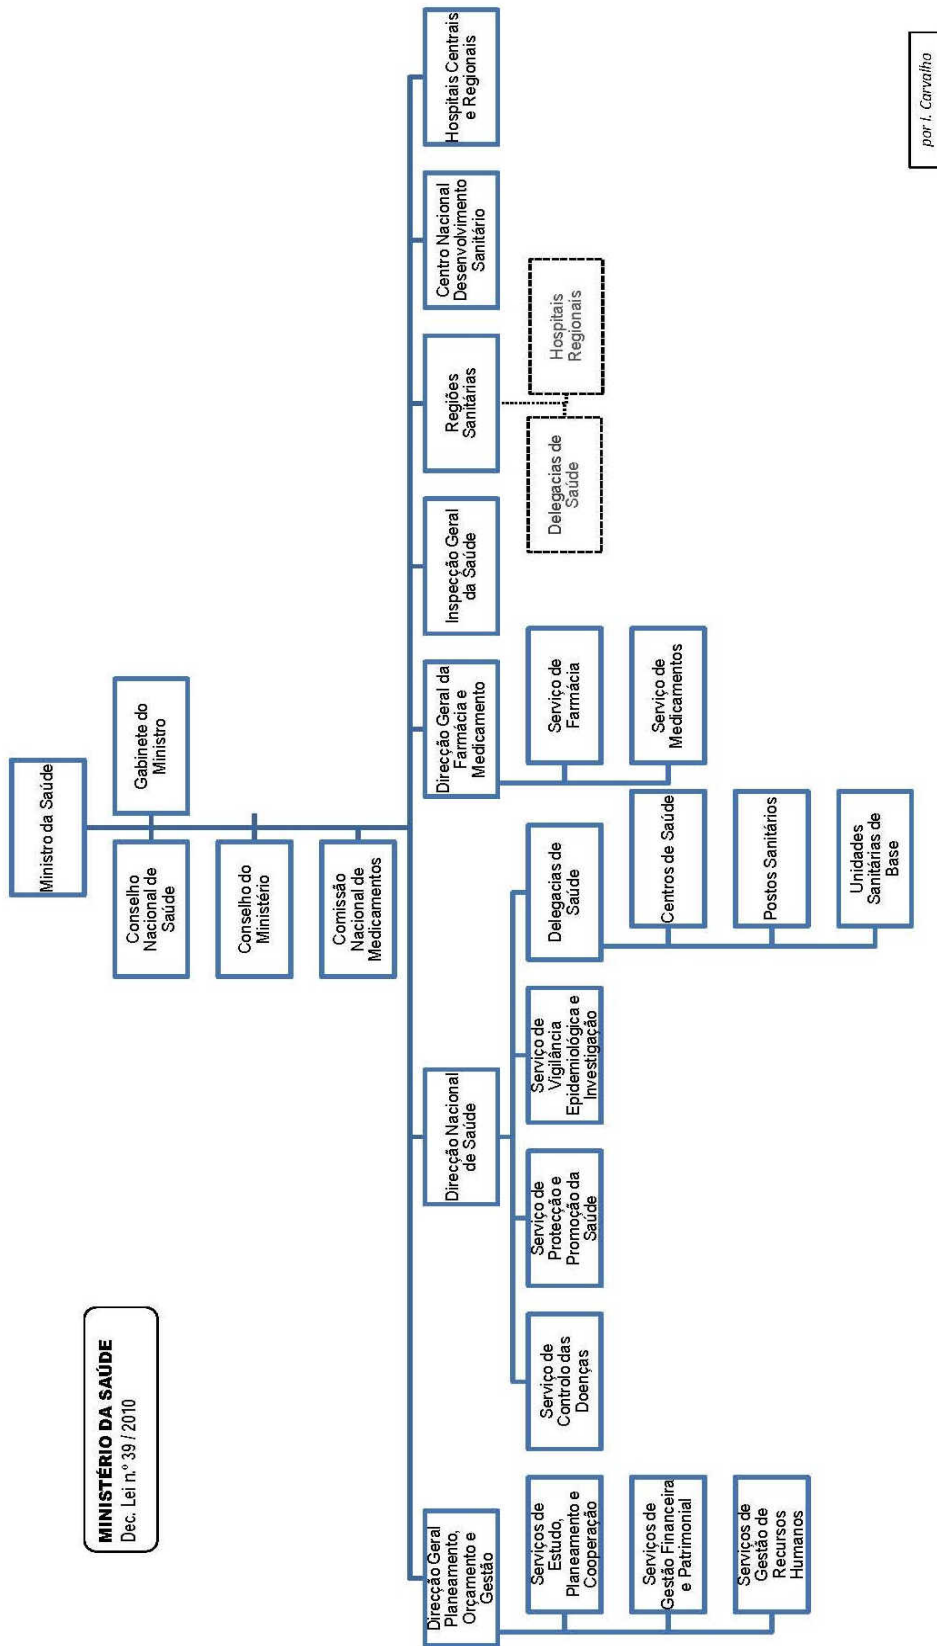 MINISTÉRIO DA SAÚDE
Dec. Lei n.º 39 / 2010
Ministro da Saúde
Conselho
Nacional de
Saúde
Gabinete do
Ministro
Conselho do
Ministério
Comissão
Nacional de
Medicamentos
Direcção Geral
Planeamento,
Orçamento e
Gestão
Serviços de
Estudo,
Planeamento e
Cooperação
Serviços de
Gestão Financeira
e Patrimonial
Serviços de
Gestão de
Recursos
Humanos
Direcção Nacional
de Saúde
Serviço de
Controlo das
Doenças
Serviço de
Protecção e
Promoção da
Saúde
Serviço de
Vigilância
Epidemiológica e
Investigação
Delegacias de
Saúde
Centros de Saúde
Postos Sanitários
Unidades
Sanitárias de
Base
Direcção Geral da
Farmácia e
Medicamento
Serviço de
Farmácia
Serviço de
Medicamentos
Inspecção Geral
da Saúde
Regiões
Sanitárias
Delegacias de
Saúde
Hospitais
Regionais
Centro Nacional
Desenvolvimento
Sanitário
Hospitais Centrais
e Regionais
por I. Carvalho